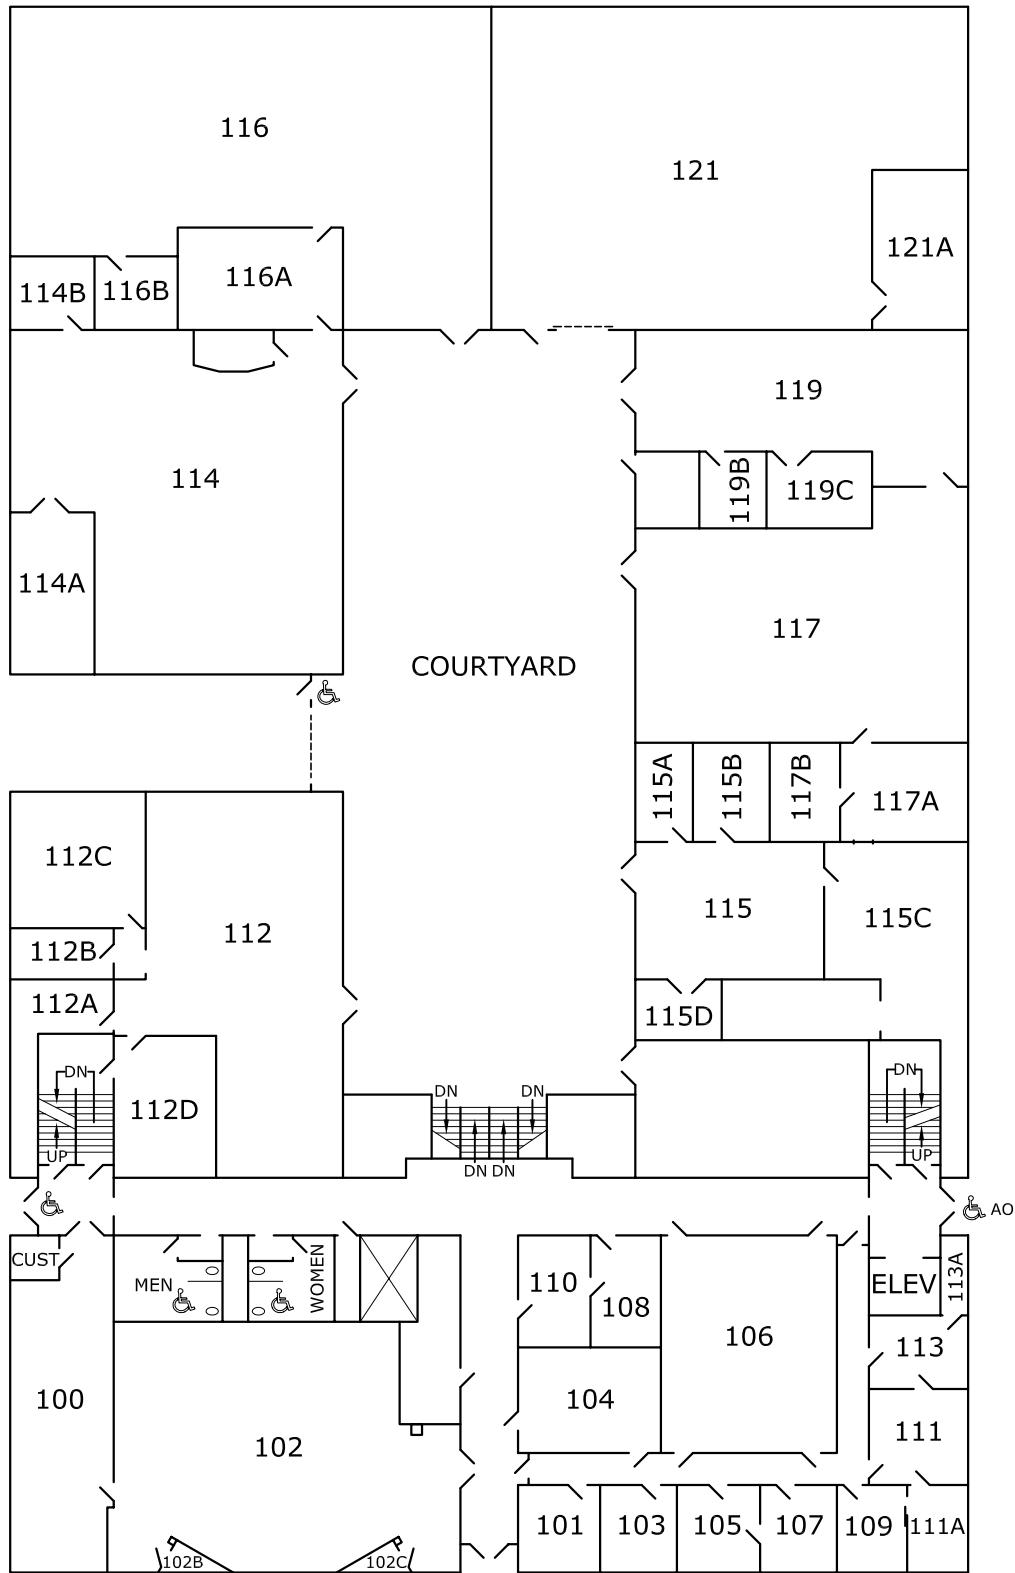 116
121
121A
116A
114B
116B
119
114
119B
119C
114A
117
COURTYARD
115A
115B
117B
117A
112C
115
115C
112
112B
112A
115D
DN
DN
DN
DN
112D
UP
DN DN
UP
AO
CUST
MEN
WOMEN
110
108
106
ELEV
113A
113
100
104
111
102
101
103
105
107
109
111A
102B
102C